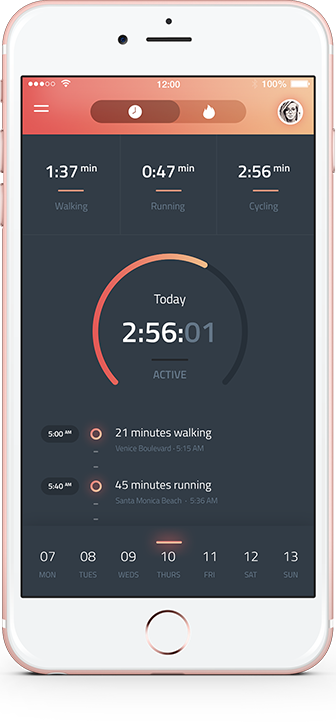 12:00
100%
1:37 min
0:47 min
2:56 min
Walking
Running
Cycling
Today
2:56:01
ACTIVE
5:00 AM
21 minutes walking
Venice Boulevard · 5:15 AM
5:40 AM
45 minutes running
Santa Monica Beach · 5:36 AM
07 08 09 10 11 12 13
MON TUES WEDS THURS FRI SAT SUN